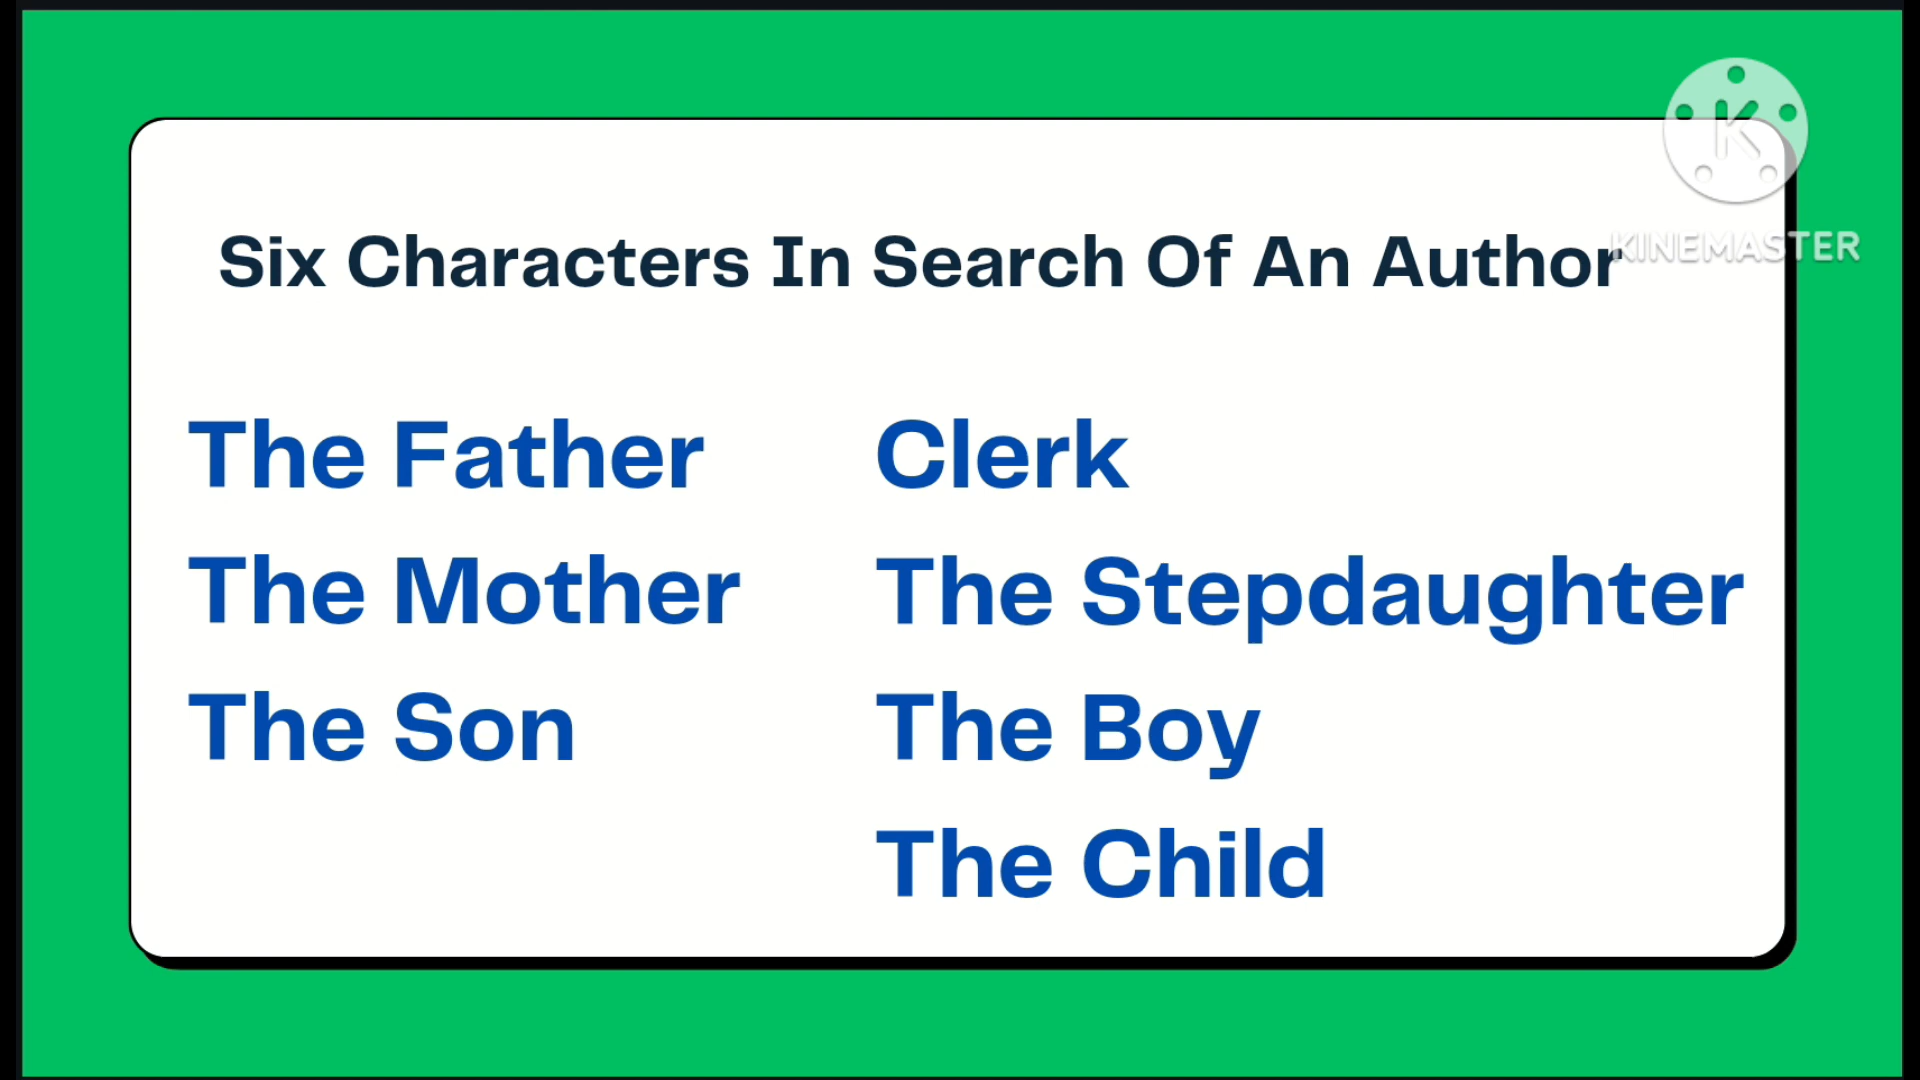 Six Characters In Search Of An Author
KINEMASTER
The Father
The Mother
The Son
Clerk
The Stepdaughter
The Boy
The Child